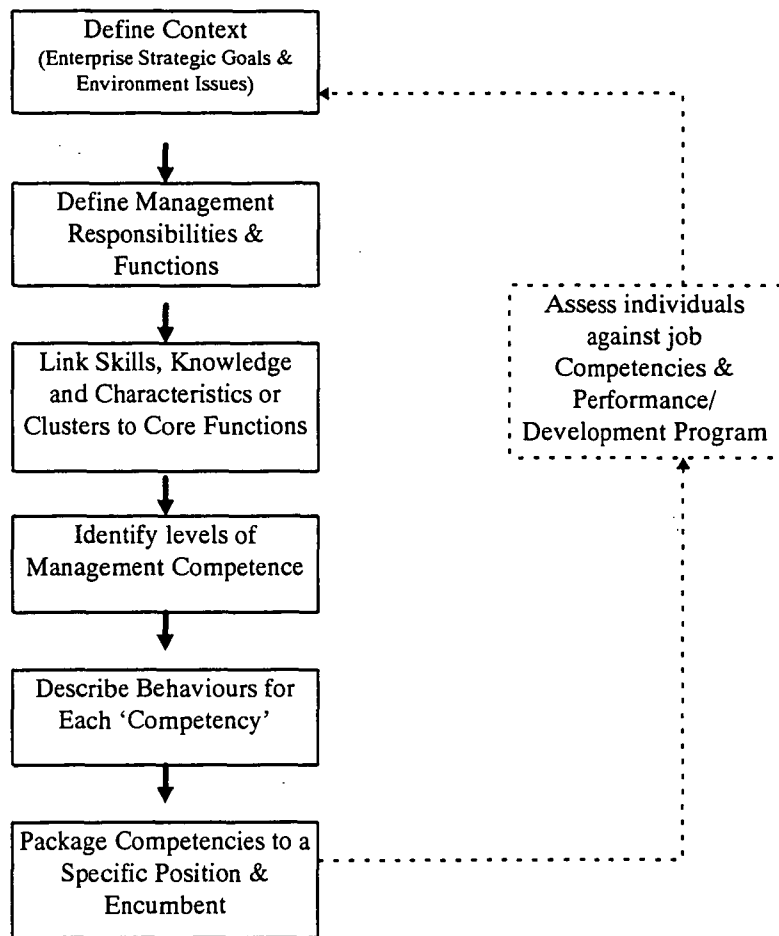 Define Context
(Enterprise Strategic Goals &
Environment Issues)
Define Management
Responsibilities &
Functions
Link Skills, Knowledge
and Characteristics or
Clusters to Core Functions
Identify levels of
Management Competence
Describe Behaviours for
Each ‘Competency’
Package Competencies to a
Specific Position &
Encumbent
Assess individuals
against job
Competencies &
Performance/
Development Program